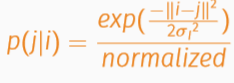 p(j|i) = exp(−||i−j||² / 2σᵢ²) / normalized